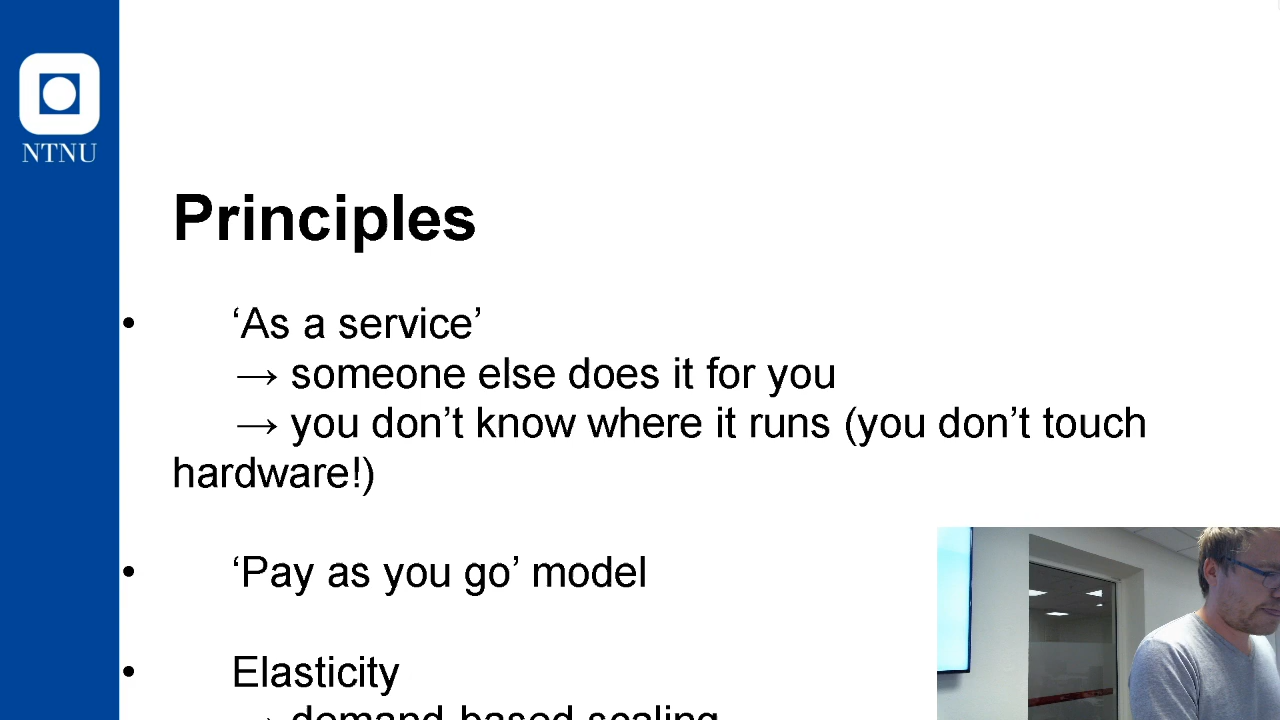 NTNU
Principles
• ‘As a service’
→ someone else does it for you
→ you don’t know where it runs (you don’t touch
hardware!)
• ‘Pay as you go’ model
• Elasticity
→ demand-based scaling